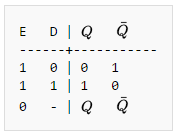 E D | Q Q̄
------+-----------
1 0 | 0 1
1 1 | 1 0
0 - | Q Q̄